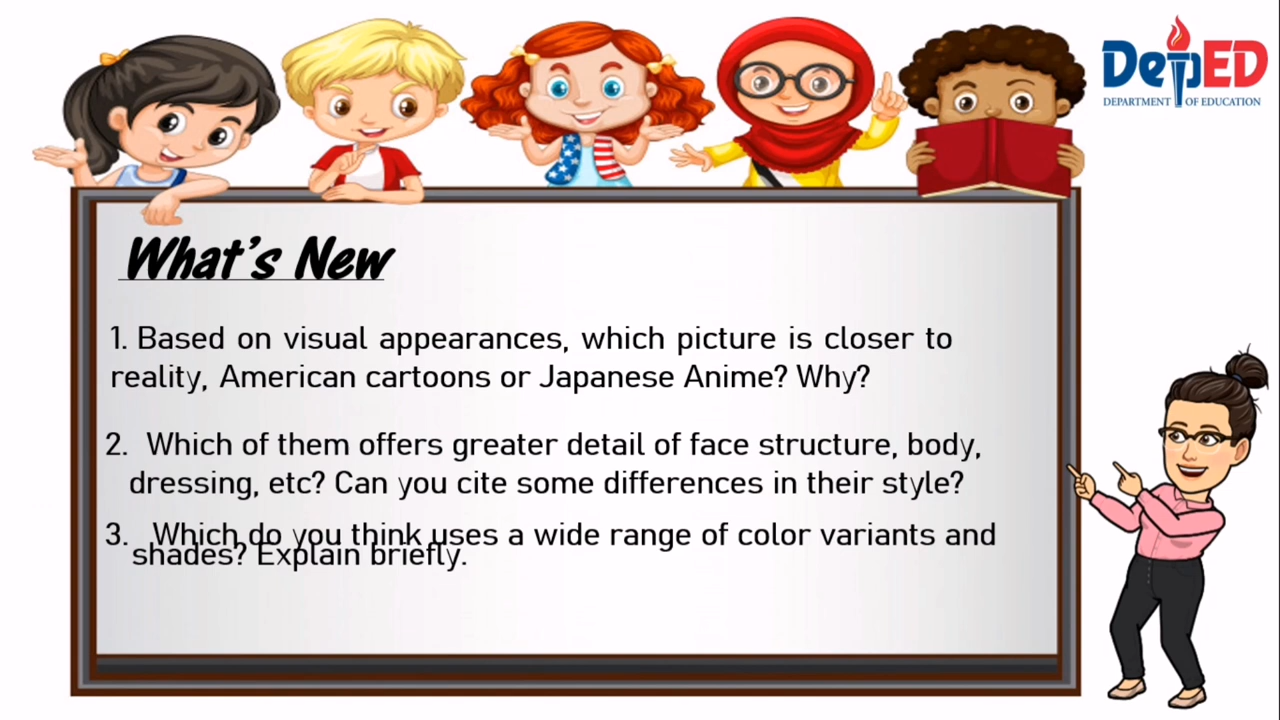 DepED
DEPARTMENT OF EDUCATION
What's New
1. Based on visual appearances, which picture is closer to
reality, American cartoons or Japanese Anime? Why?
2. Which of them offers greater detail of face structure, body,
dressing, etc? Can you cite some differences in their style?
3. Which do you think uses a wide range of color variants and
shades? Explain briefly.